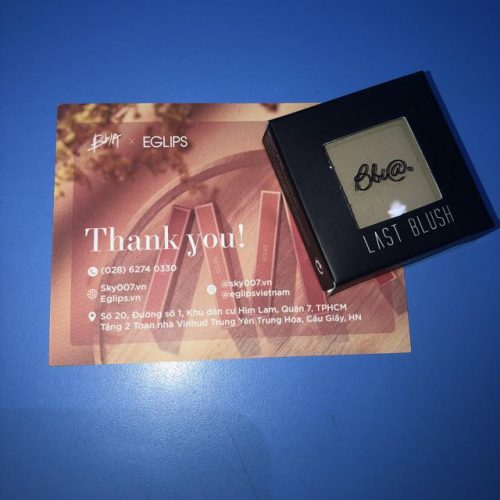 BbiA × EGLIPS
Thank you!
(028) 6274 0330
Sky007.vn
Eglips.vn
@sky007.vn
@eglipsvietnam
Số 20, Đường số 1, Khu dân cư Him Lam, Quận 7, TPHCM
Tầng 2 Toàn nhà Vinhud Trung Yên Trung Hòa, Cầu Giấy, HN
Bbi@
LAST BLUSH